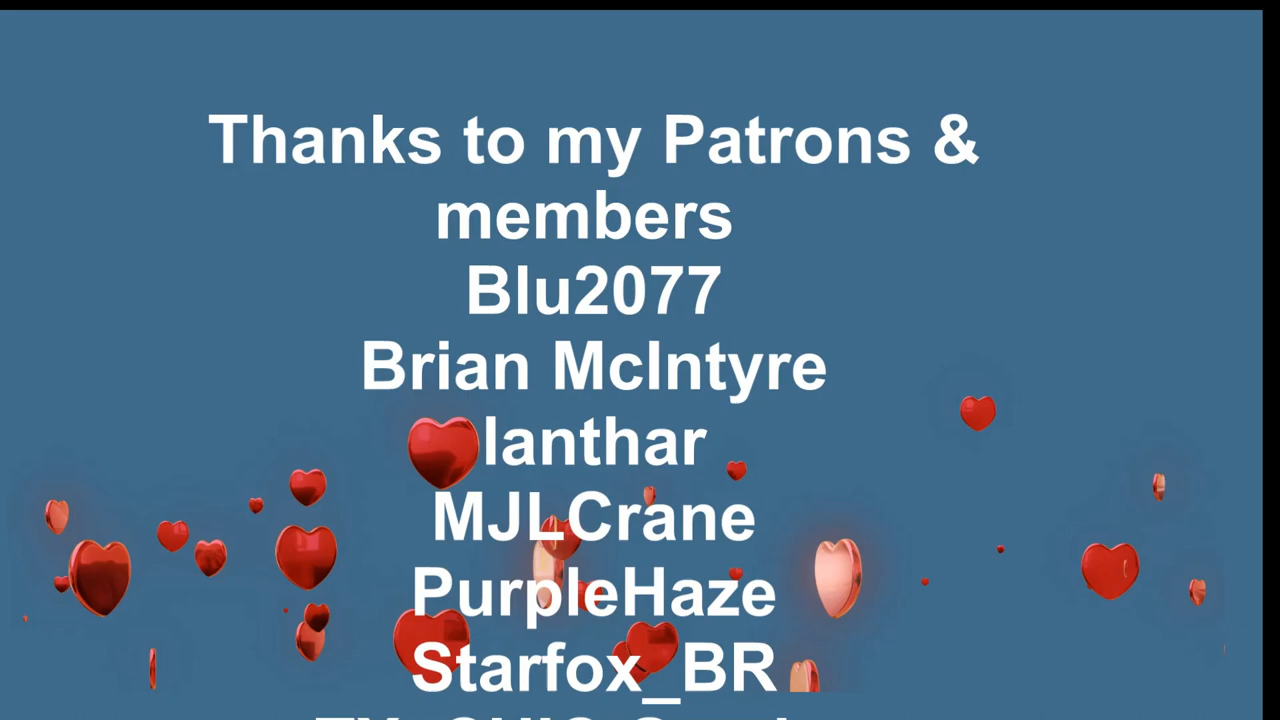 Thanks to my Patrons &
members
Blu2077
Brian McIntyre
lanthar
MJLCrane
PurpleHaze
Starfox_BR